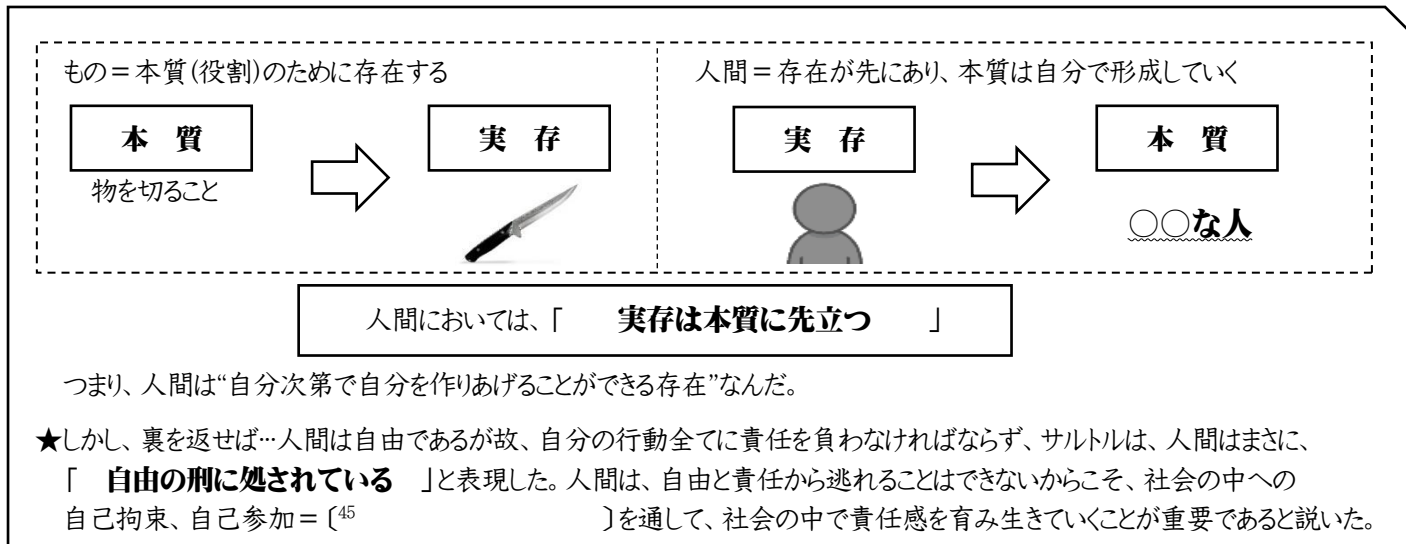 もの＝本質(役割)のために存在する
本　質
実　存
物を切ること
人間＝存在が先にあり、本質は自分で形成していく
実　存
本　質
○○な人
人間においては、「　実存は本質に先立つ　」
つまり、人間は“自分次第で自分を作りあげることができる存在”なんだ。
★しかし、裏を返せば…人間は自由であるが故、自分の行動全てに責任を負わなければならず、サルトルは、人間はまさに、
「　自由の刑に処されている　」と表現した。人間は、自由と責任から逃れることはできないからこそ、社会の中への
自己拘束、自己参加＝〔45　　　　　　　　〕を通して、社会の中で責任感を育み生きていくことが重要であると説いた。